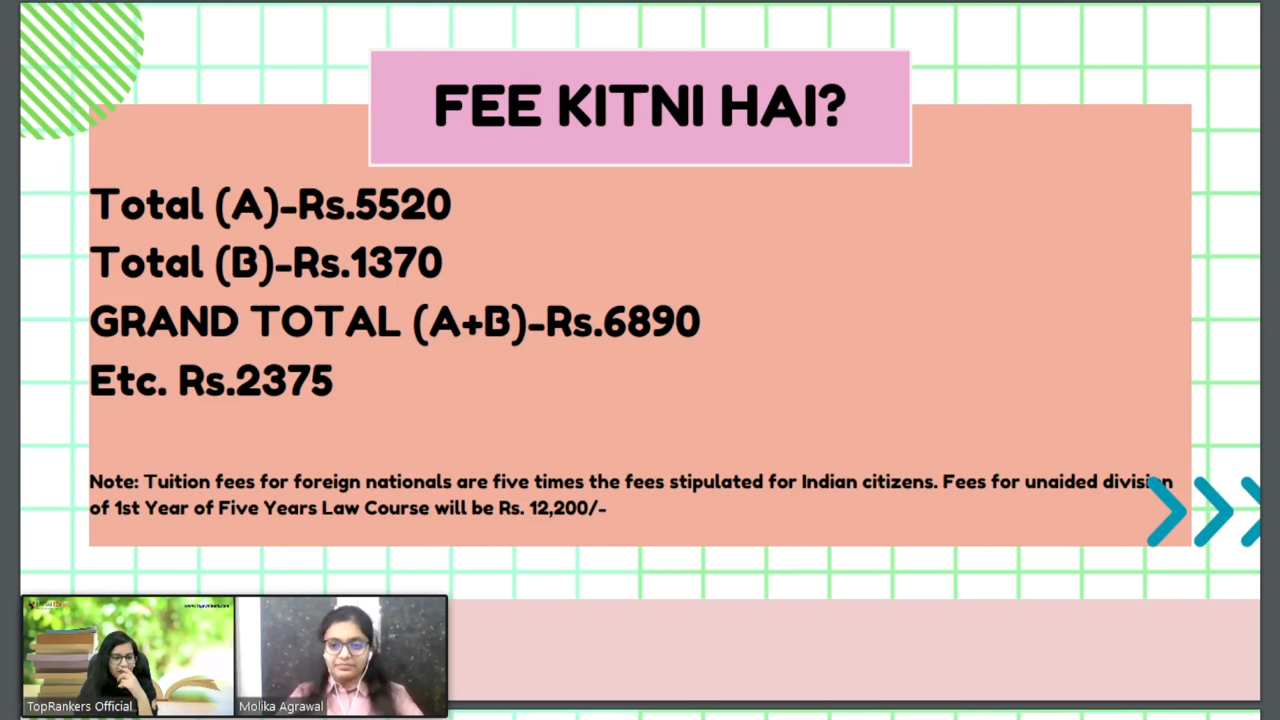 FEE KITNI HAI?
Total (A)-Rs.5520
Total (B)-Rs.1370
GRAND TOTAL (A+B)-Rs.6890
Etc. Rs.2375
Note: Tuition fees for foreign nationals are five times the fees stipulated for Indian citizens. Fees for unaided division
of 1st Year of Five Years Law Course will be Rs. 12,200/-
TopRankers Official
Molika Agrawal